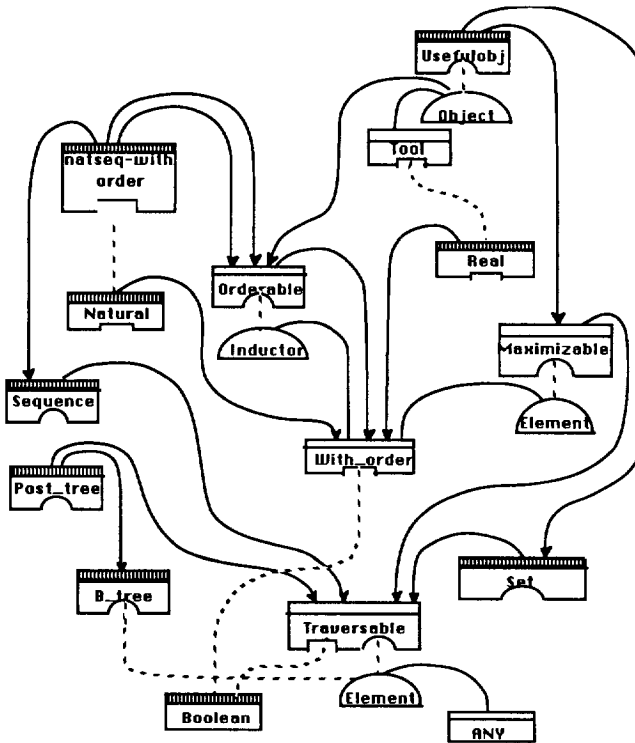 Usefulobj
Object
Tool
natseq-with
order
Real
Orderable
Natural
Inductor
Maximizable
Sequence
Element
With_order
Post_tree
B_tree
Set
Traversable
Element
Boolean
ANY